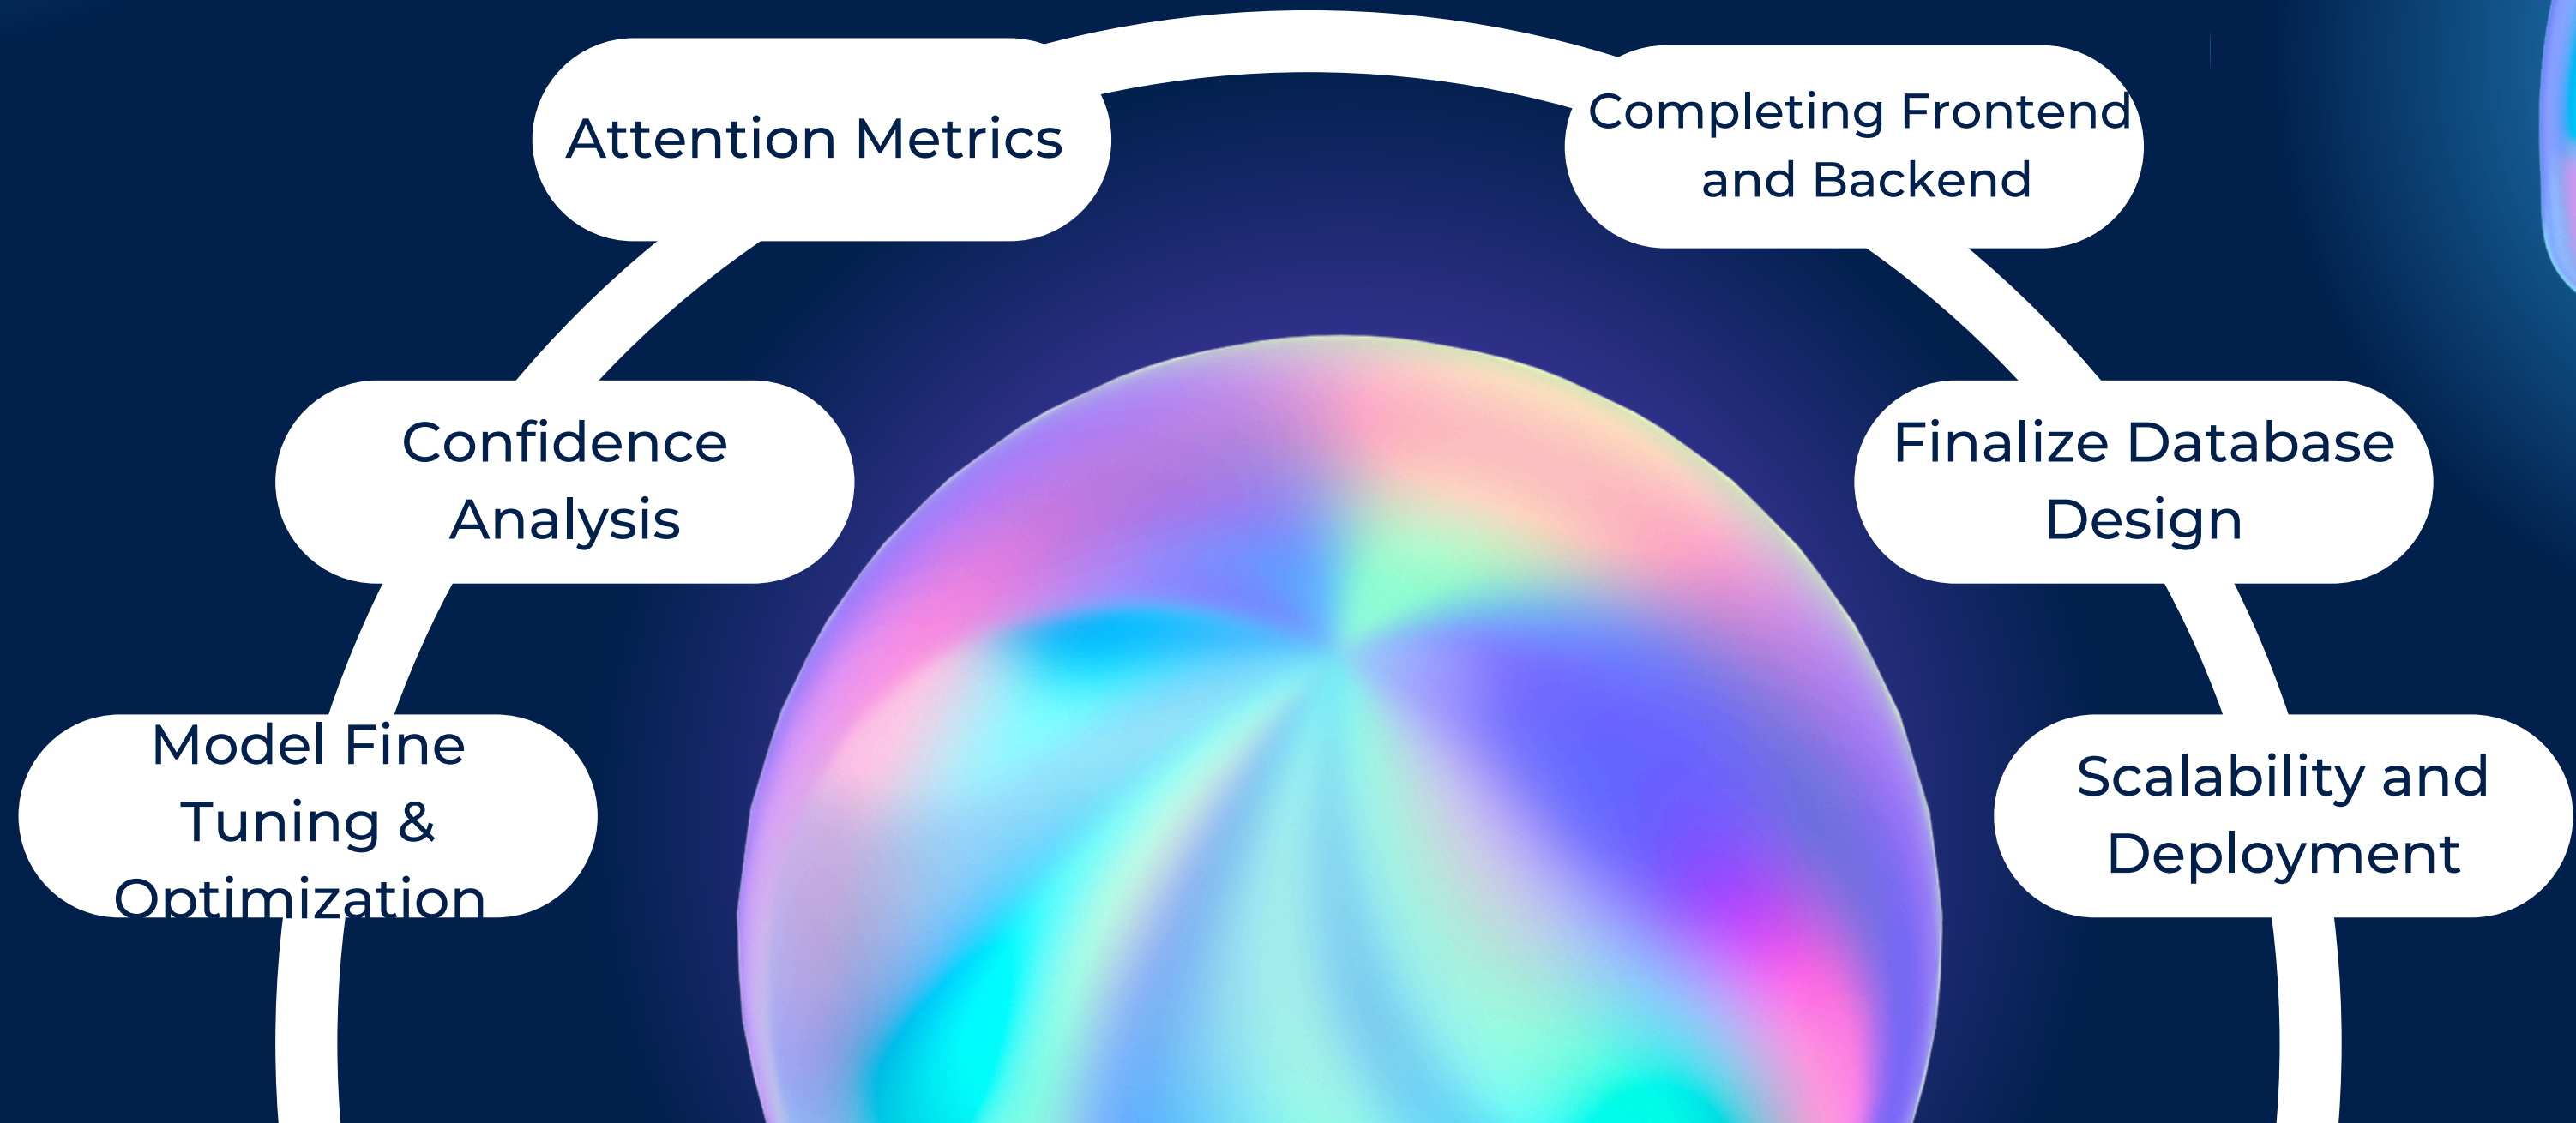 Attention Metrics
Completing Frontend
and Backend
Confidence
Analysis
Finalize Database
Design
Model Fine
Tuning &
Optimization
Scalability and
Deployment